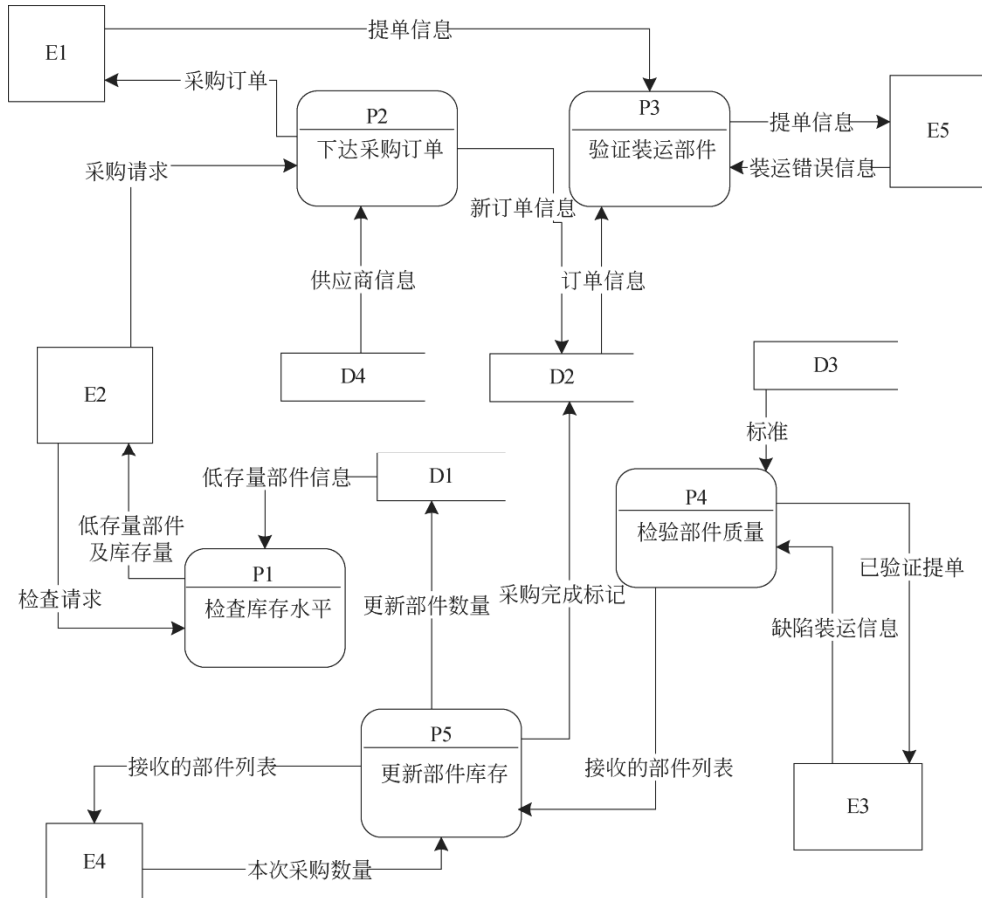 提单信息
E1
采购订单
P2
下达采购订单
P3
验证装运部件
提单信息
E5
装运错误信息
采购请求
新订单信息
供应商信息
订单信息
E2
D4
D2
D3
标准
低存量部件信息
D1
P4
检验部件质量
低存量部件
及库存量
P1
检查库存水平
检查请求
更新部件数量
采购完成标记
已验证提单
缺陷装运信息
P5
更新部件库存
接收的部件列表
接收的部件列表
E3
E4
本次采购数量